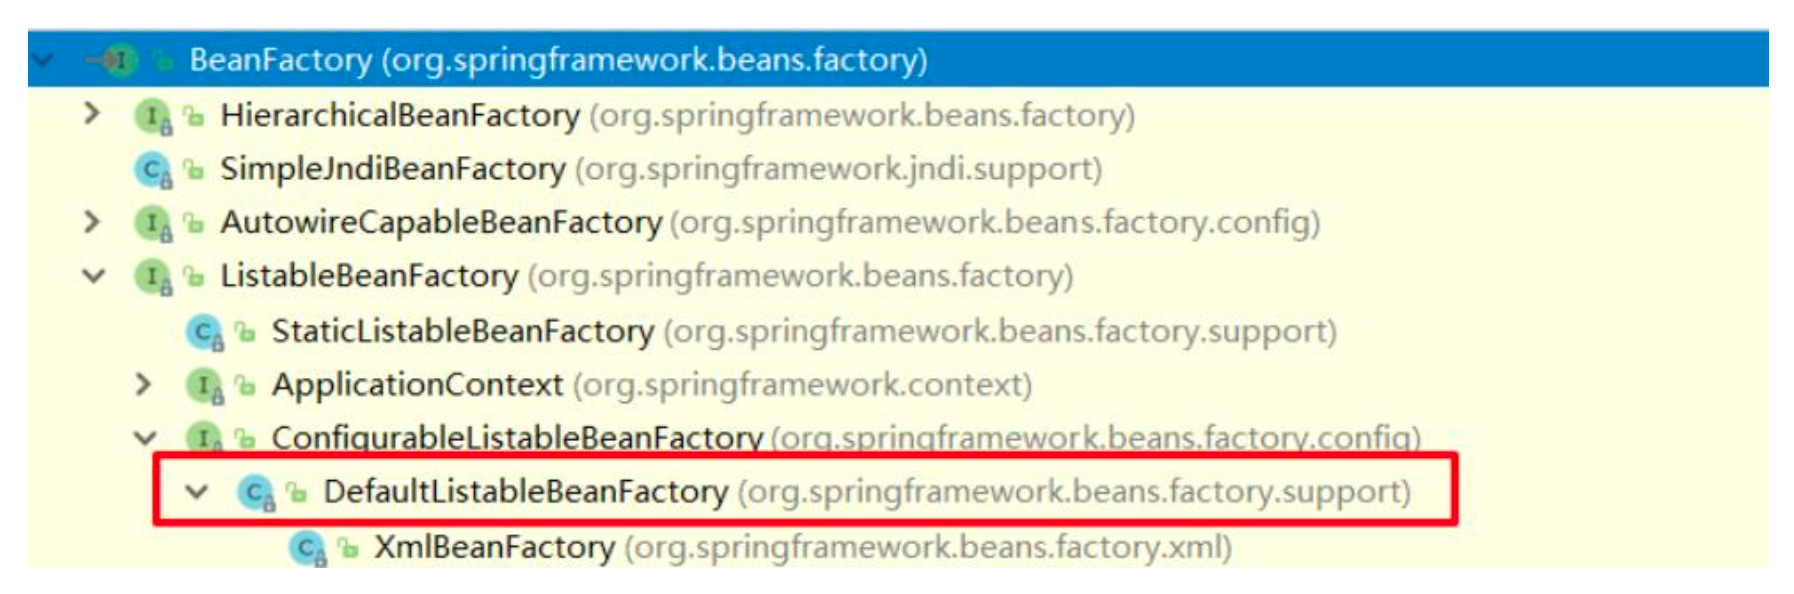 BeanFactory (org.springframework.beans.factory)
HierarchicalBeanFactory (org.springframework.beans.factory)
SimpleJndiBeanFactory (org.springframework.jndi.support)
AutowireCapableBeanFactory (org.springframework.beans.factory.config)
ListableBeanFactory (org.springframework.beans.factory)
StaticListableBeanFactory (org.springframework.beans.factory.support)
ApplicationContext (org.springframework.context)
ConfigurableListableBeanFactory (org.springframework.beans.factory.config)
DefaultListableBeanFactory (org.springframework.beans.factory.support)
XmlBeanFactory (org.springframework.beans.factory.xml)